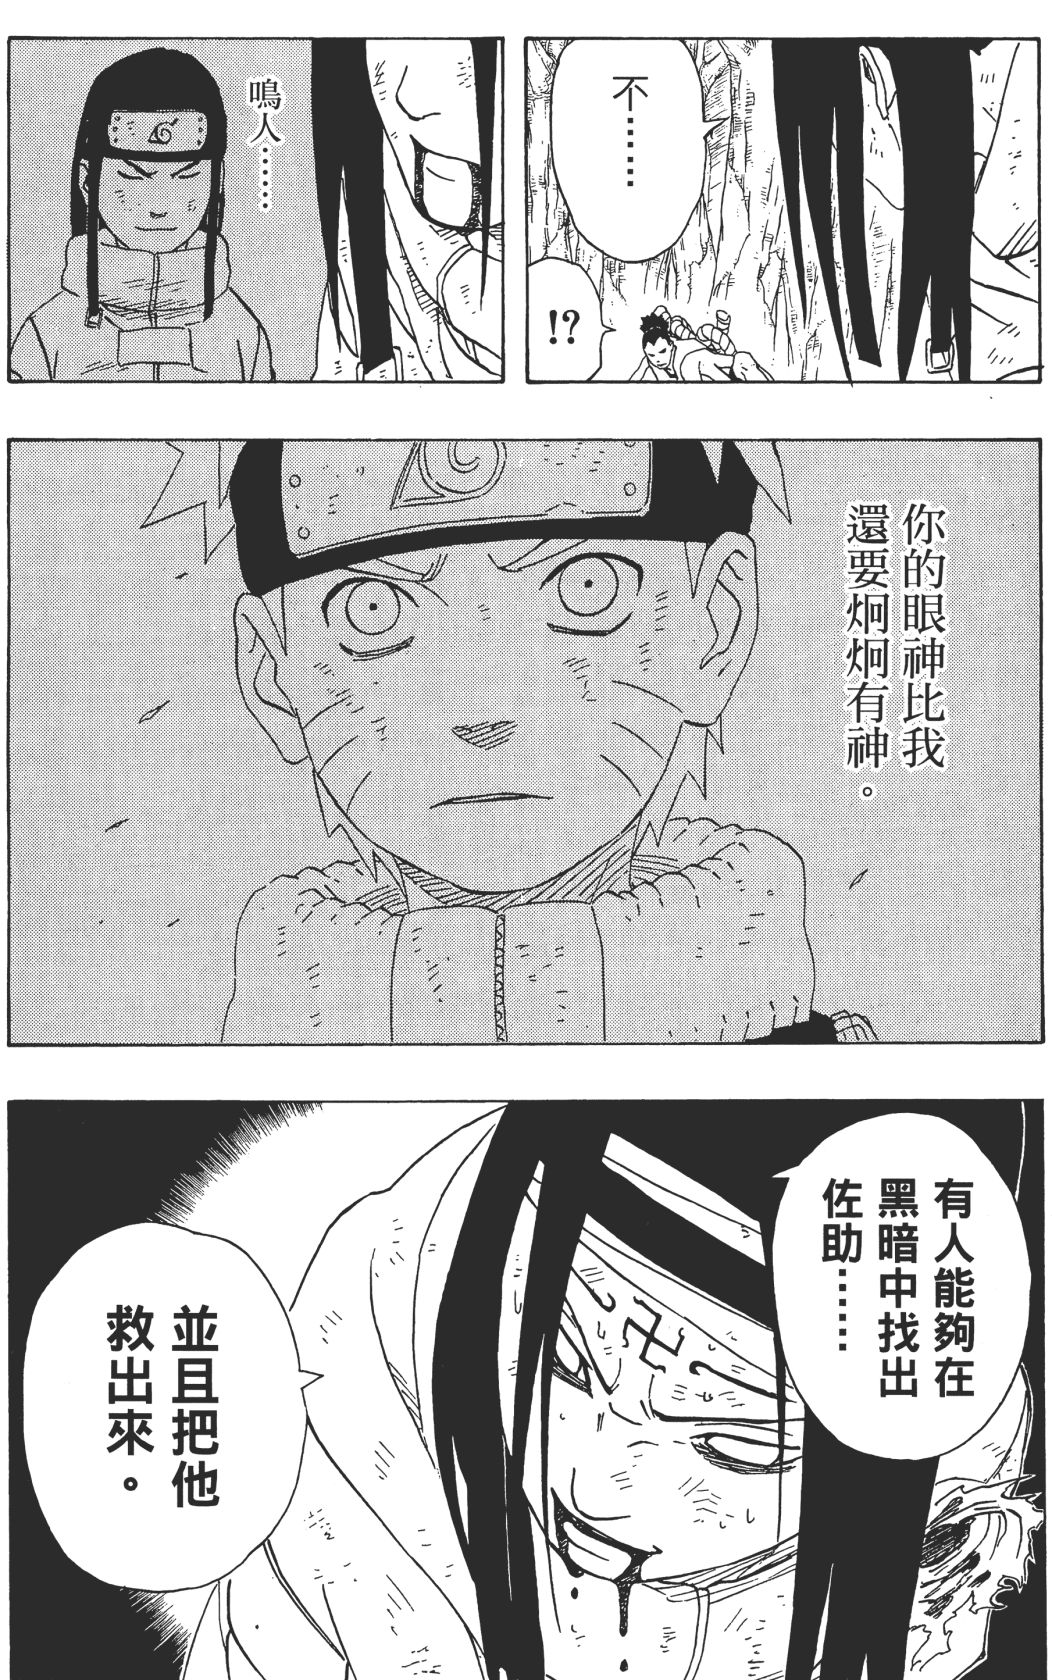 不……
!?
鳴人……
你的眼神比我
還要炯炯有神。
有人能夠在
黑暗中找出
佐助……
並且把他
救出來。